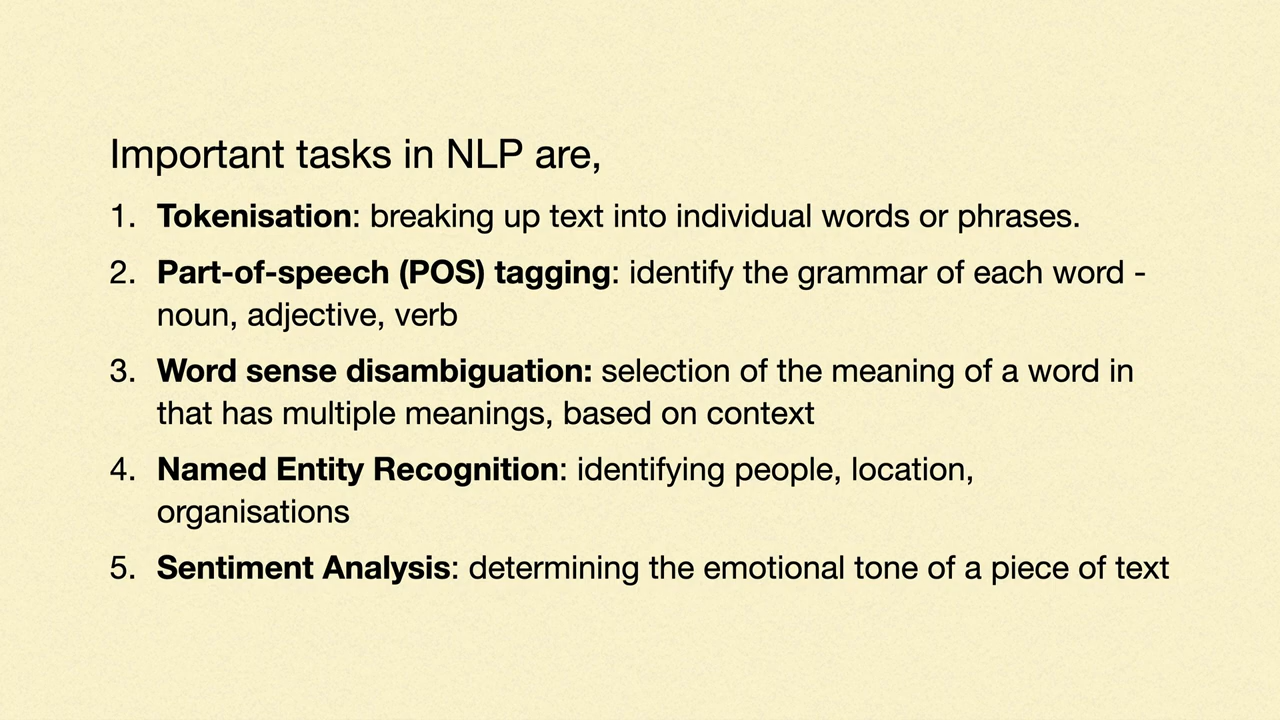 Important tasks in NLP are,
1. Tokenisation: breaking up text into individual words or phrases.
2. Part-of-speech (POS) tagging: identify the grammar of each word -
noun, adjective, verb
3. Word sense disambiguation: selection of the meaning of a word in
that has multiple meanings, based on context
4. Named Entity Recognition: identifying people, location,
organisations
5. Sentiment Analysis: determining the emotional tone of a piece of text